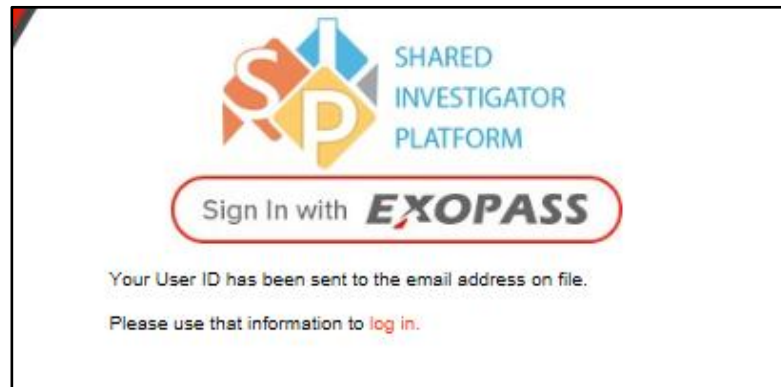 SIP
SHARED
INVESTIGATOR
PLATFORM
Sign In with EXOPASS
Your User ID has been sent to the email address on file.
Please use that information to log in.